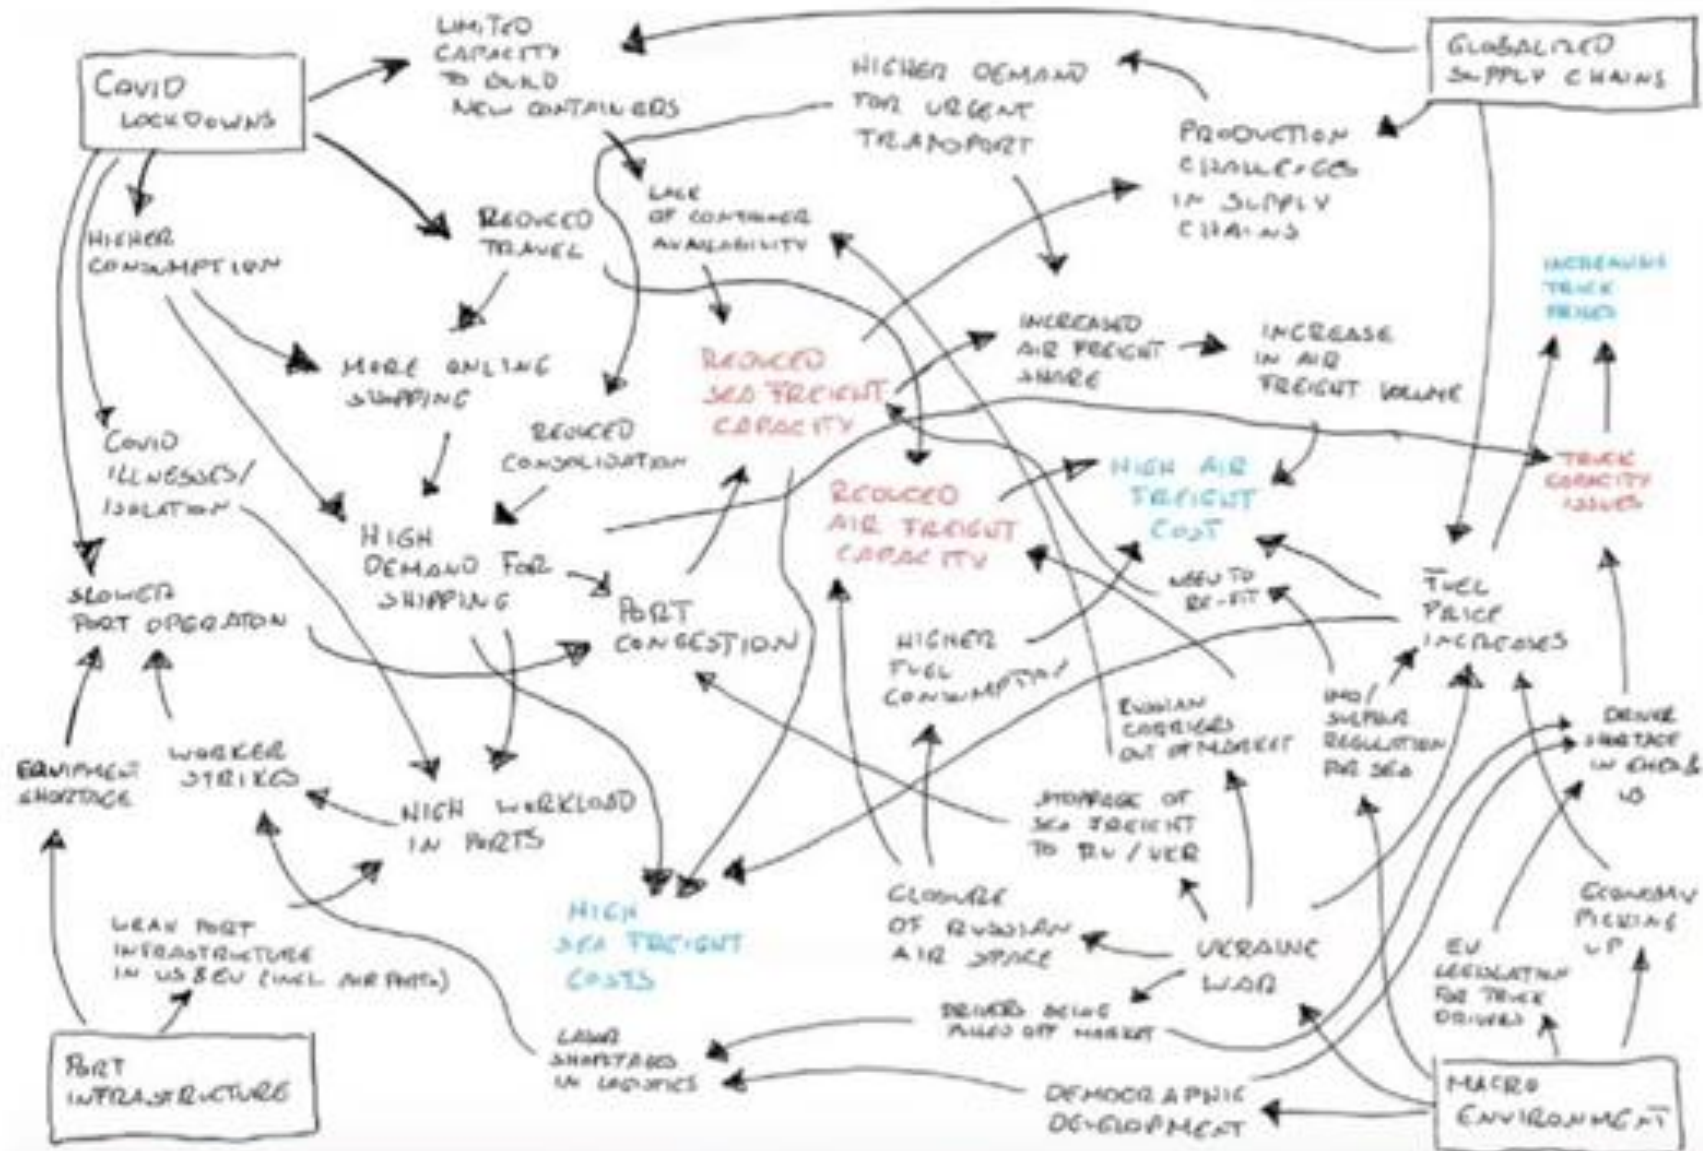 COVID
LOCKDOWNS
LIMITED
CAPACITY
TO BUILD
NEW CONTAINERS
HIGHER DEMAND
FOR URGENT
TRANSPORT
GLOBALIZED
SUPPLY CHAINS
PRODUCTION
CHALLENGES
IN SUPPLY
CHAINS
HIGHER
CONSUMPTION
REDUCED
TRAVEL
LACK
OF CONTAINER
AVAILABILITY
INCREASING
TRUCK
PRICES
MORE ONLINE
SHOPPING
REDUCED
SEA FREIGHT
CAPACITY
INCREASED
AIR FREIGHT
SHARE
INCREASE
IN AIR
FREIGHT VOLUME
COVID
ILLNESSES/
ISOLATION
REDUCED
CONSOLIDATION
REDUCED
AIR FREIGHT
CAPACITY
HIGH AIR
FREIGHT
COST
TRUCK
CAPACITY
ISSUES
HIGH
DEMAND FOR
SHIPPING
SLOWER
PORT OPERATON
PORT
CONGESTION
HIGHER
FUEL
CONSUMPTION
NEED TO
RE-FIT
FUEL
PRICE
INCREASES
EQUIPMENT
SHORTAGE
WORKER
STRIKES
HIGH WORKLOAD
IN PORTS
RUSSIAN
CARRIERS
OUT OF MARKET
IMO/
SULPHUR
REGULATION
FOR SEA
DRIVER
SHORTAGE
IN
US
STOPPAGE OF
SEA FREIGHT
TO RU/UKR
HIGH
SEA FREIGHT
COSTS
CLOSURE
OF RUSSIAN
AIR SPACE
UKRAINE
WAR
ECONOMY
PICKING
UP
WEAK PORT
INFRASTRUCTURE
IN US & EU (INCL AIR PORTS)
EU
LEGISLATION
FOR TRUCK
DRIVERS
DRIVERS BEING
PULLED OFF MARKET
LABOR
SHORTAGES
IN LOGISTICS
PORT
INFRASTRUCTURE
DEMOGRAPHIC
DEVELOPMENT
MACRO
ENVIRONMENT